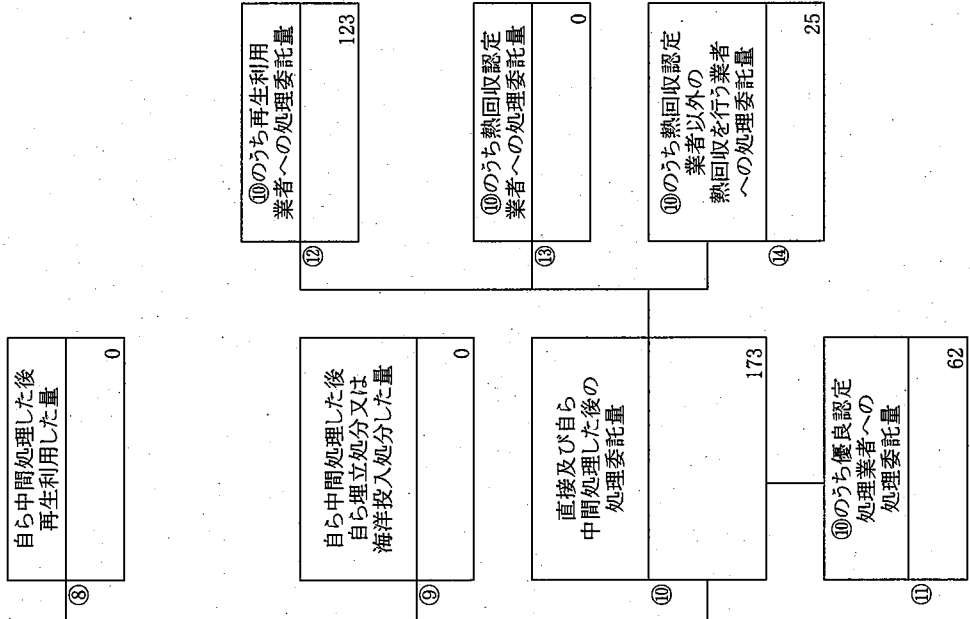 ⑧
自ら中間処理した後
再生利用した量
0
⑨
自ら中間処理した後
自ら埋立処分又は
海洋投入処分した量
0
⑩
直接及び自ら
中間処理した後の
処理委託量
173
⑪
⑩のうち優良認定
処理業者への
処理委託量
62
⑫
⑩のうち再生利用
業者への処理委託量
123
⑬
⑩のうち熱回収認定
業者への処理委託量
0
⑭
⑩のうち熱回収認定
業者以外の
熱回収を行う業者
への処理委託量
25